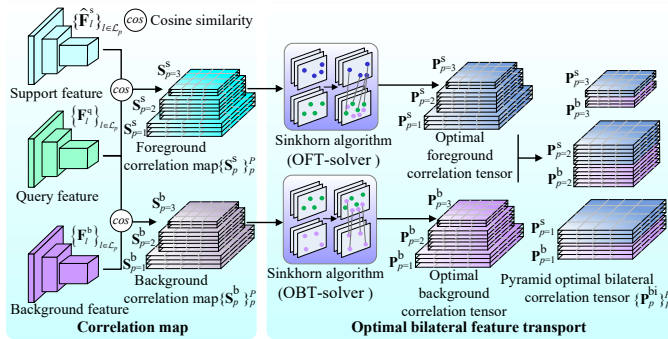 {F̂_l^s}_{l∈𝓛_p}
cos Cosine similarity
Support feature
cos
{F_l^q}_{l∈𝓛_p}
Query feature
cos
{F_l^b}_{l∈𝓛_p}
Background feature
S_{p=3}^s
S_{p=2}^s
S_{p=1}^s
Foreground
correlation map{S_p^s}_p^P
S_{p=3}^b
S_{p=2}^b
S_{p=1}^b
Background
correlation map{S_p^b}_p^P
Correlation map
Sinkhorn algorithm
(OFT-solver )
Sinkhorn algorithm
(OBT-solver )
P_{p=3}^s
P_{p=2}^s
P_{p=1}^s
Optimal
foreground
correlation tensor
P_{p=3}^b
P_{p=2}^b
P_{p=1}^b
Optimal
background
correlation tensor
P_{p=3}^s
P_{p=3}^b
P_{p=2}^s
P_{p=2}^b
P_{p=1}^s
P_{p=1}^b
Pyramid optimal bilateral
correlation tensor {P_p^{bi}}
Optimal bilateral feature transport